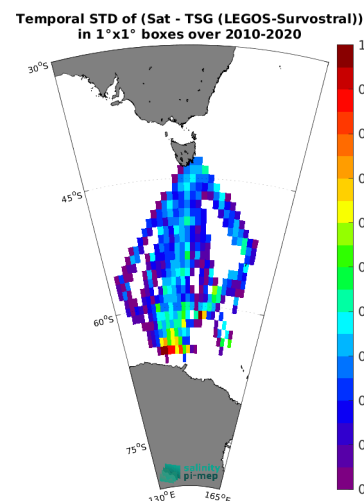 Temporal STD of (Sat - TSG (LEGOS-Survostral))
in 1°x1° boxes over 2010-2020
30°S
45°S
60°S
75°S
130°E
165°E
salinity
pi-mep